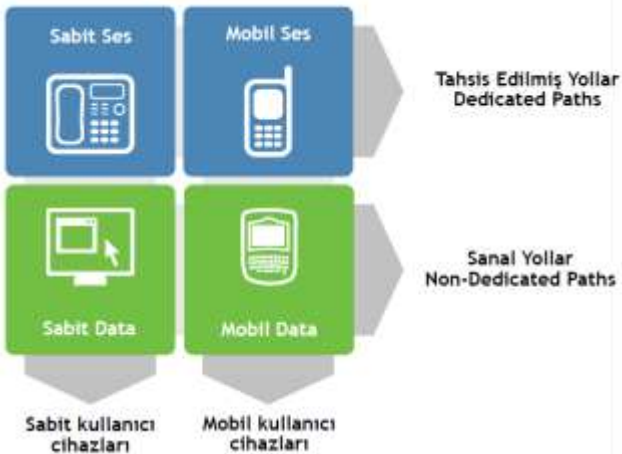 Sabit Ses
Mobil Ses
Tahsis Edilmiş Yollar
Dedicated Paths
Sanal Yollar
Non-Dedicated Paths
Sabit Data
Mobil Data
Sabit kullanıcı
cihazları
Mobil kullanıcı
cihazları